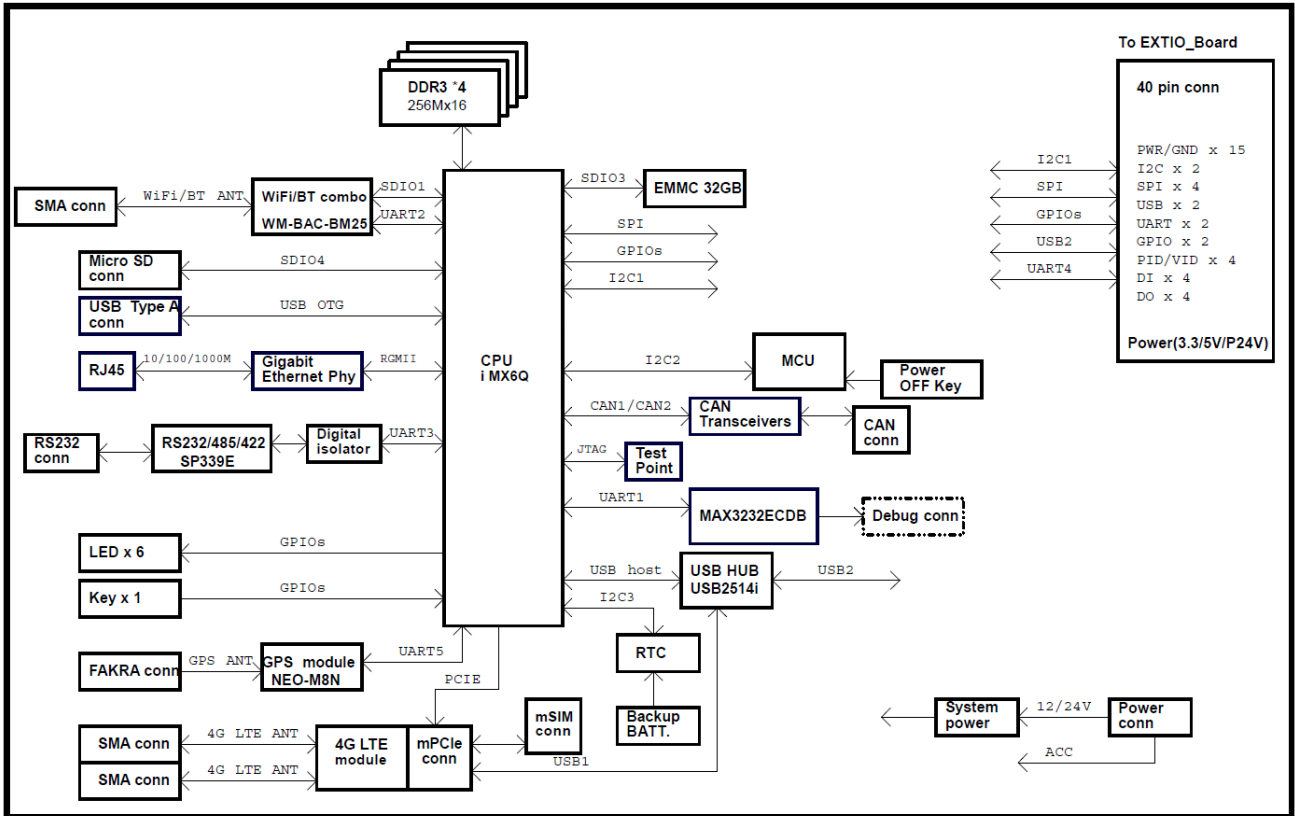 To EXTIO_Board
40 pin conn
PWR/GND x 15
I2C x 2
SPI x 4
USB x 2
UART x 2
GPIO x 2
PID/VID x 4
DI x 4
DO x 4
Power(3.3/5V/P24V)
I2C1
SPI
GPIOs
USB2
UART4
DDR3 *4
256Mx16
SMA conn
WiFi/BT ANT
WiFi/BT combo
WM-BAC-BM25
SDIO1
UART2
SDIO3
EMMC 32GB
SPI
GPIOs
I2C1
Micro SD
conn
SDIO4
USB Type A
conn
USB OTG
RJ45
10/100/1000M
Gigabit
Ethernet Phy
RGMII
CPU
i MX6Q
I2C2
MCU
Power
OFF Key
CAN1/CAN2
CAN
Transceivers
CAN
conn
RS232
conn
RS232/485/422
SP339E
Digital
isolator
UART3
JTAG
Test
Point
UART1
MAX3232ECDB
Debug conn
LED x 6
GPIOs
Key x 1
GPIOs
USB host
USB HUB
USB2514i
USB2
I2C3
RTC
Backup
BATT.
FAKRA conn
GPS ANT
GPS module
NEO-M8N
UART5
PCIE
SMA conn
4G LTE ANT
SMA conn
4G LTE ANT
4G LTE
module
mPCIe
conn
mSIM
conn
USB1
System
power
12/24V
Power
conn
ACC